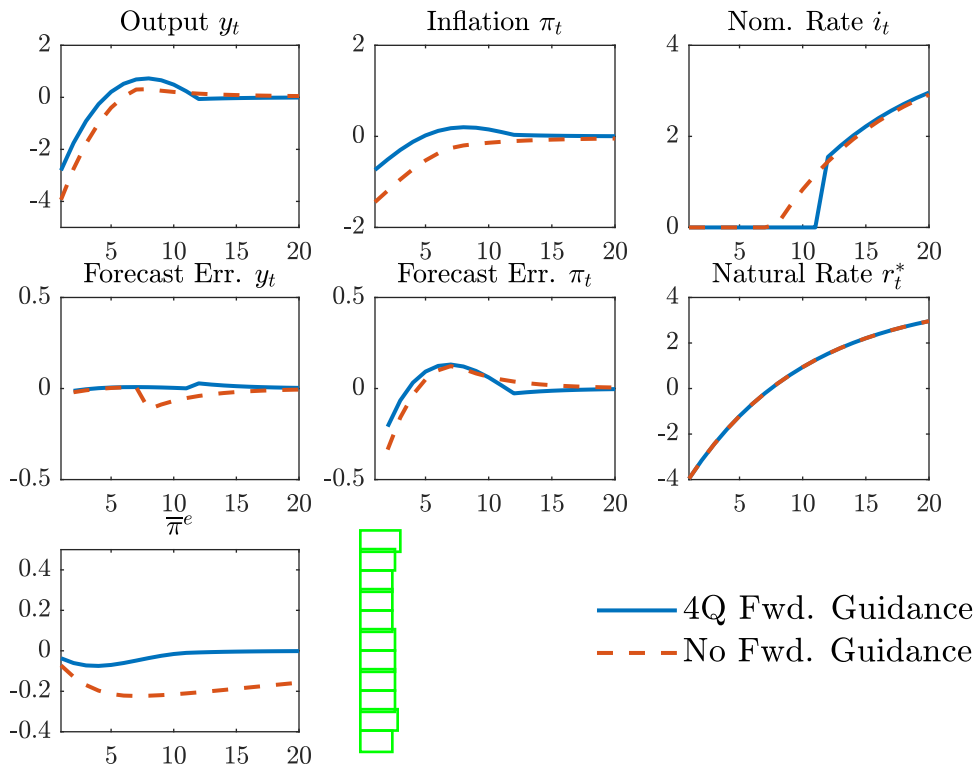 Output y_t
Inflation π_t
Nom. Rate i_t
2
0
-2
-4
5 10 15 20
2
0
-2
5 10 15 20
4
2
0
5 10 15 20
Forecast Err. y_t
Forecast Err. π_t
Natural Rate r_t^*
0.5
0
-0.5
5 10 15 20
0.5
0
-0.5
5 10 15 20
4
2
0
-2
-4
5 10 15 20
π̅^e
0.4
0.2
0
-0.2
-0.4
5 10 15 20
4Q Fwd. Guidance
No Fwd. Guidance